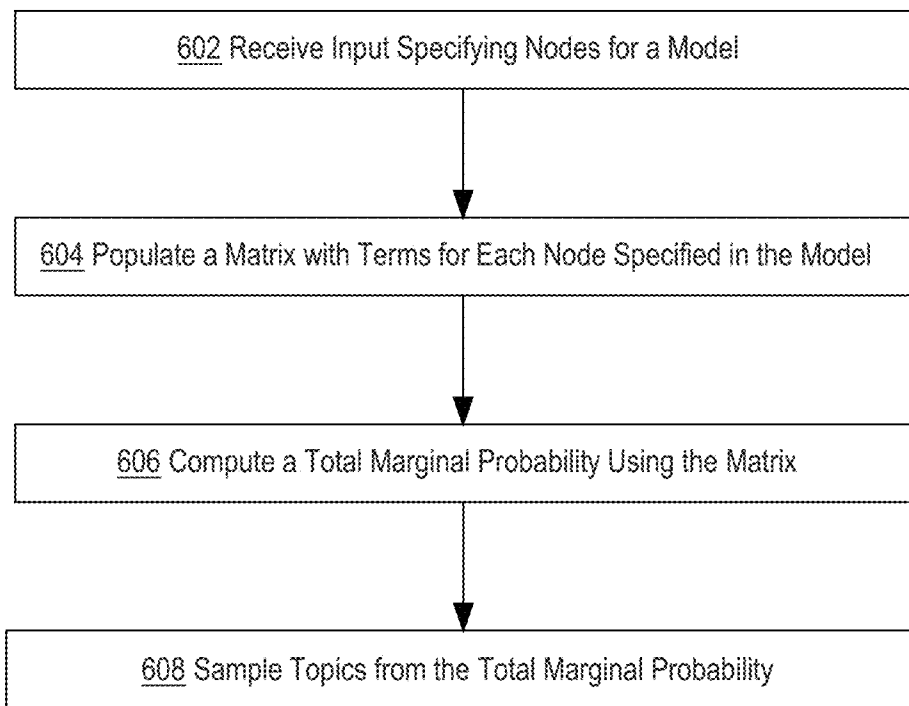 602 Receive Input Specifying Nodes for a Model
604 Populate a Matrix with Terms for Each Node Specified in the Model
606 Compute a Total Marginal Probability Using the Matrix
608 Sample Topics from the Total Marginal Probability